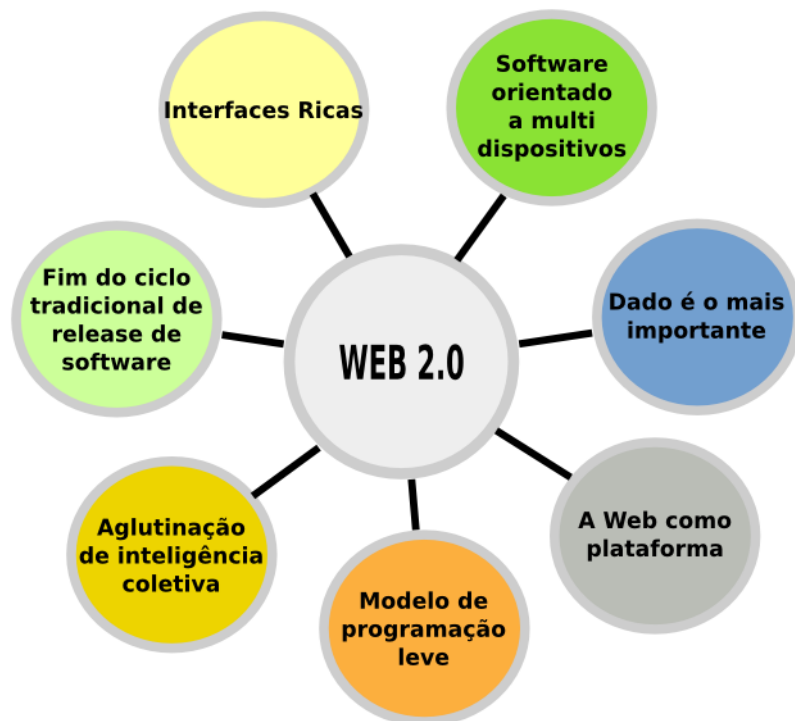 Interfaces Ricas
Software
orientado
a multi
dispositivos
Fim do ciclo
tradicional de
release de
software
WEB 2.0
Dado é o mais
importante
Aglutinação
de inteligência
coletiva
Modelo de
programação
leve
A Web como
plataforma